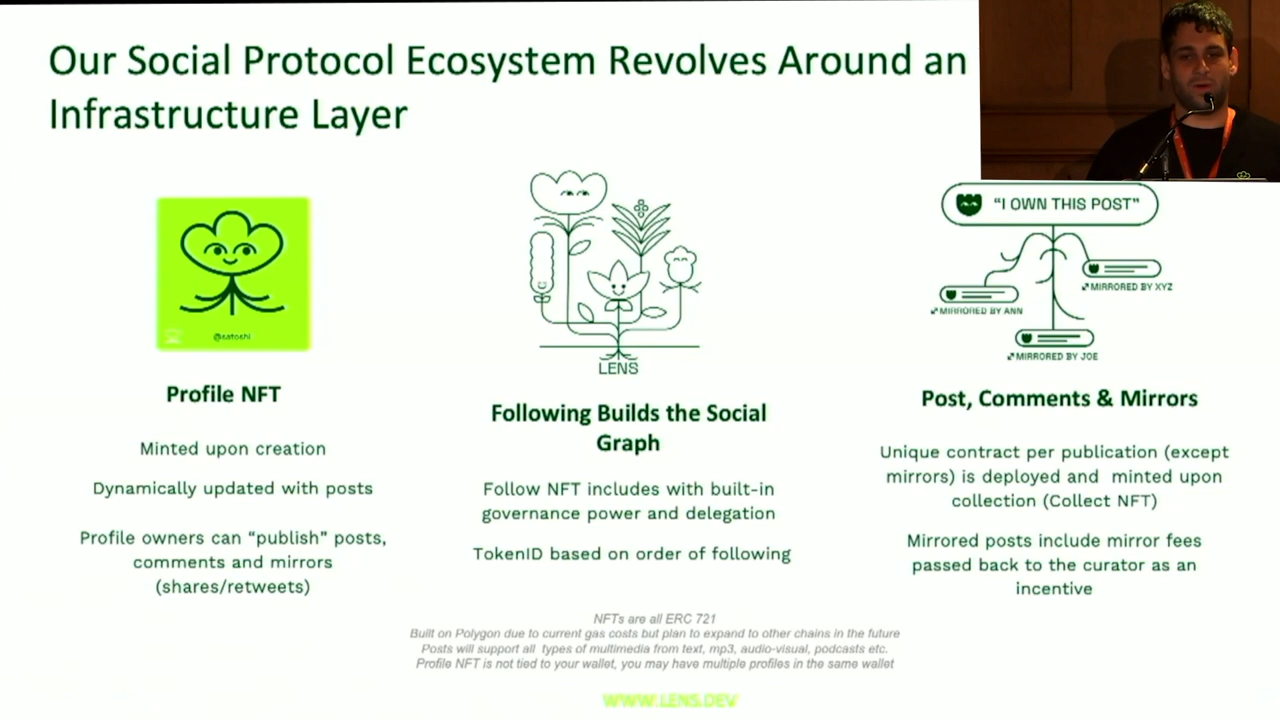 Our Social Protocol Ecosystem Revolves Around an
Infrastructure Layer
@satoshi
Profile NFT
Minted upon creation
Dynamically updated with posts
Profile owners can “publish” posts,
comments and mirrors
(shares/retweets)
LENS
Following Builds the Social
Graph
Follow NFT includes with built-in
governance power and delegation
TokenID based on order of following
“I OWN THIS POST”
MIRRORED BY XYZ
MIRRORED BY ANN
MIRRORED BY JOE
Post, Comments & Mirrors
Unique contract per publication (except
mirrors) is deployed and minted upon
collection (Collect NFT)
Mirrored posts include mirror fees
passed back to the curator as an
incentive
NFTs are all ERC 721
Built on Polygon due to current gas costs but plan to expand to other chains in the future
Posts will support all types of multimedia from text, mp3, audio-visual, podcasts etc.
Profile NFT is not tied to your wallet, you may have multiple profiles in the same wallet
WWW.LENS.DEV